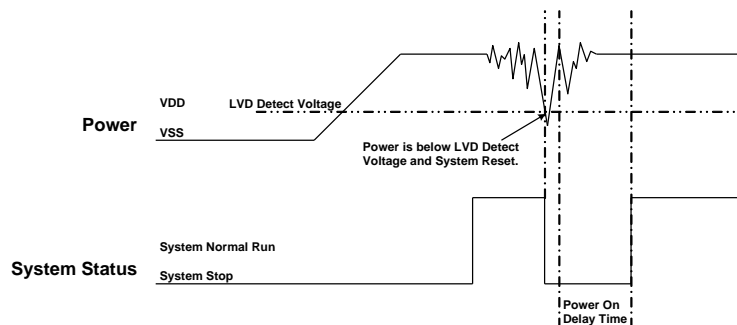 VDD
LVD Detect Voltage
Power
VSS
Power is below LVD Detect
Voltage and System Reset.
System Normal Run
System Status
System Stop
Power On
Delay Time